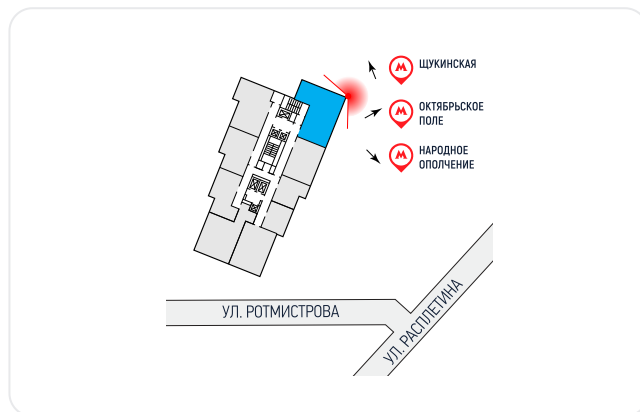 ЩУКИНСКАЯ
ОКТЯБРЬСКОЕ
ПОЛЕ
НАРОДНОЕ
ОПОЛЧЕНИЕ
УЛ. РОТМИСТРОВА
УЛ. РАСПЛЕТИНА